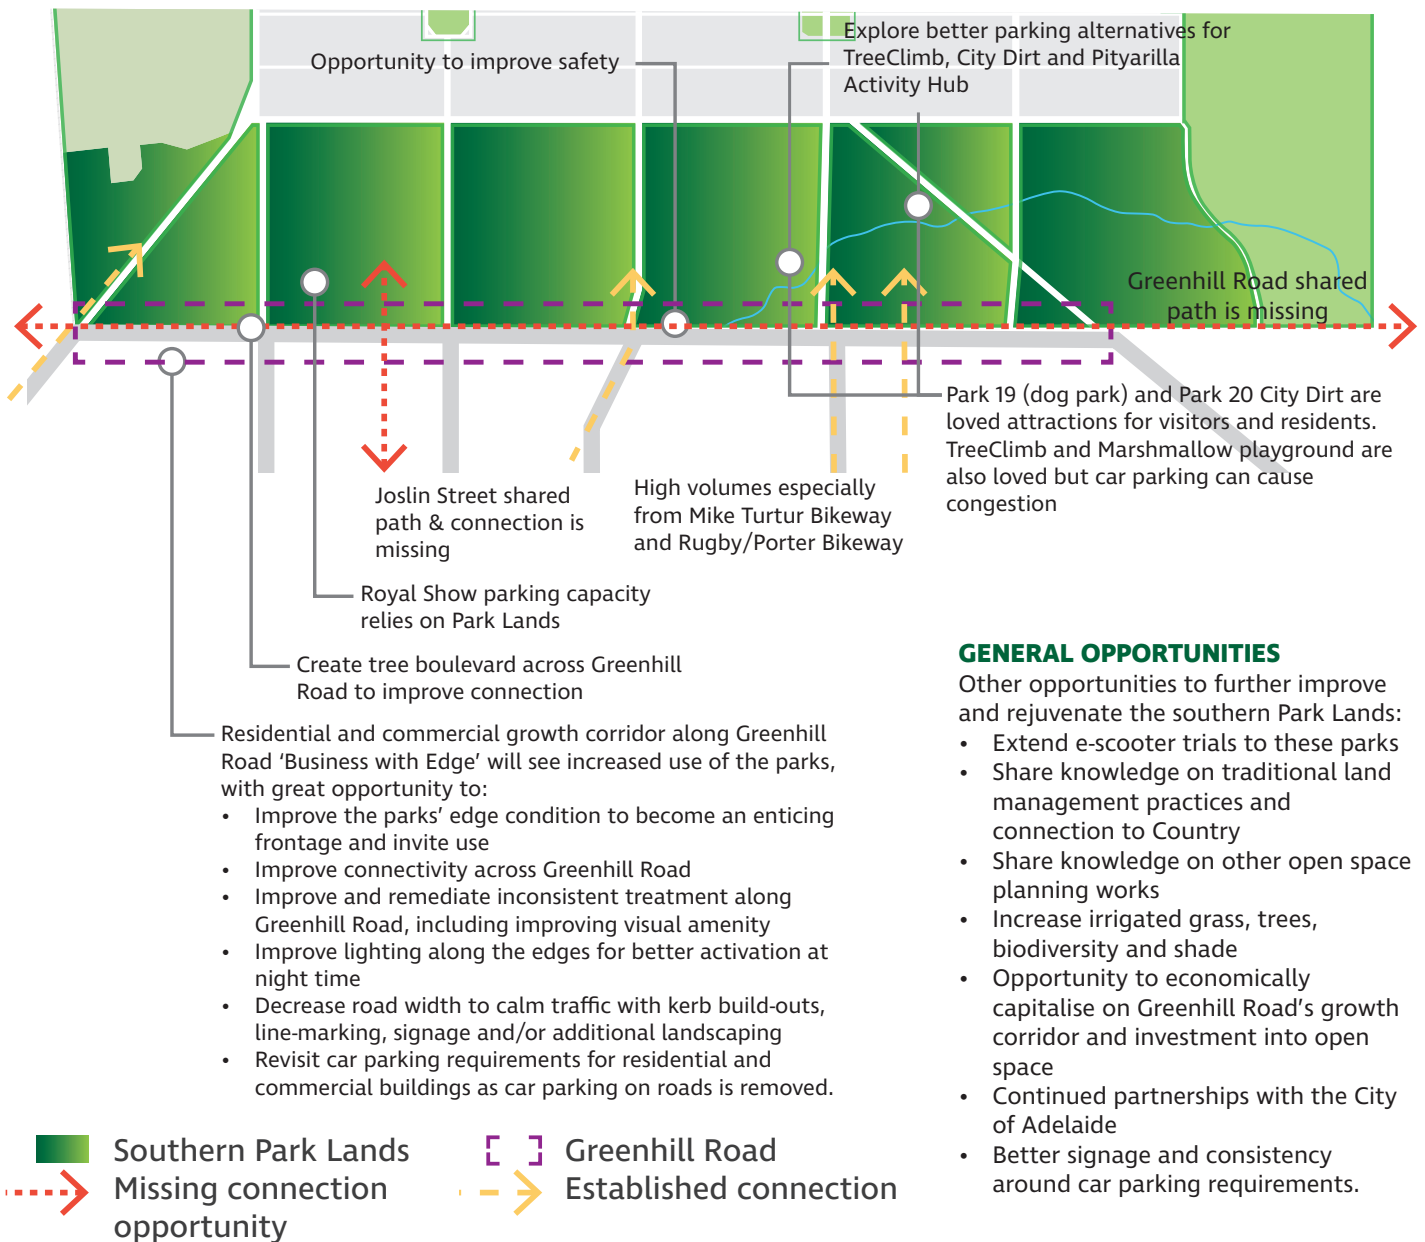 Opportunity to improve safety
Explore better parking alternatives for
TreeClimb, City Dirt and Pityarilla
Activity Hub
Greenhill Road shared
path is missing
Park 19 (dog park) and Park 20 City Dirt are
loved attractions for visitors and residents.
TreeClimb and Marshmallow playground are
also loved but car parking can cause
congestion
Joslin Street shared
path & connection is
missing
High volumes especially
from Mike Turtur Bikeway
and Rugby/Porter Bikeway
Royal Show parking capacity
relies on Park Lands
Create tree boulevard across Greenhill
Road to improve connection
Residential and commercial growth corridor along Greenhill
Road ‘Business with Edge’ will see increased use of the parks,
with great opportunity to:
• Improve the parks’ edge condition to become an enticing
frontage and invite use
• Improve connectivity across Greenhill Road
• Improve and remediate inconsistent treatment along
Greenhill Road, including improving visual amenity
• Improve lighting along the edges for better activation at
night time
• Decrease road width to calm traffic with kerb build-outs,
line-marking, signage and/or additional landscaping
• Revisit car parking requirements for residential and
commercial buildings as car parking on roads is removed.
GENERAL OPPORTUNITIES
Other opportunities to further improve
and rejuvenate the southern Park Lands:
• Extend e-scooter trials to these parks
• Share knowledge on traditional land
management practices and
connection to Country
• Share knowledge on other open space
planning works
• Increase irrigated grass, trees,
biodiversity and shade
• Opportunity to economically
capitalise on Greenhill Road’s growth
corridor and investment into open
space
• Continued partnerships with the City
of Adelaide
• Better signage and consistency
around car parking requirements.
Southern Park Lands
Missing connection
opportunity
Greenhill Road
Established connection